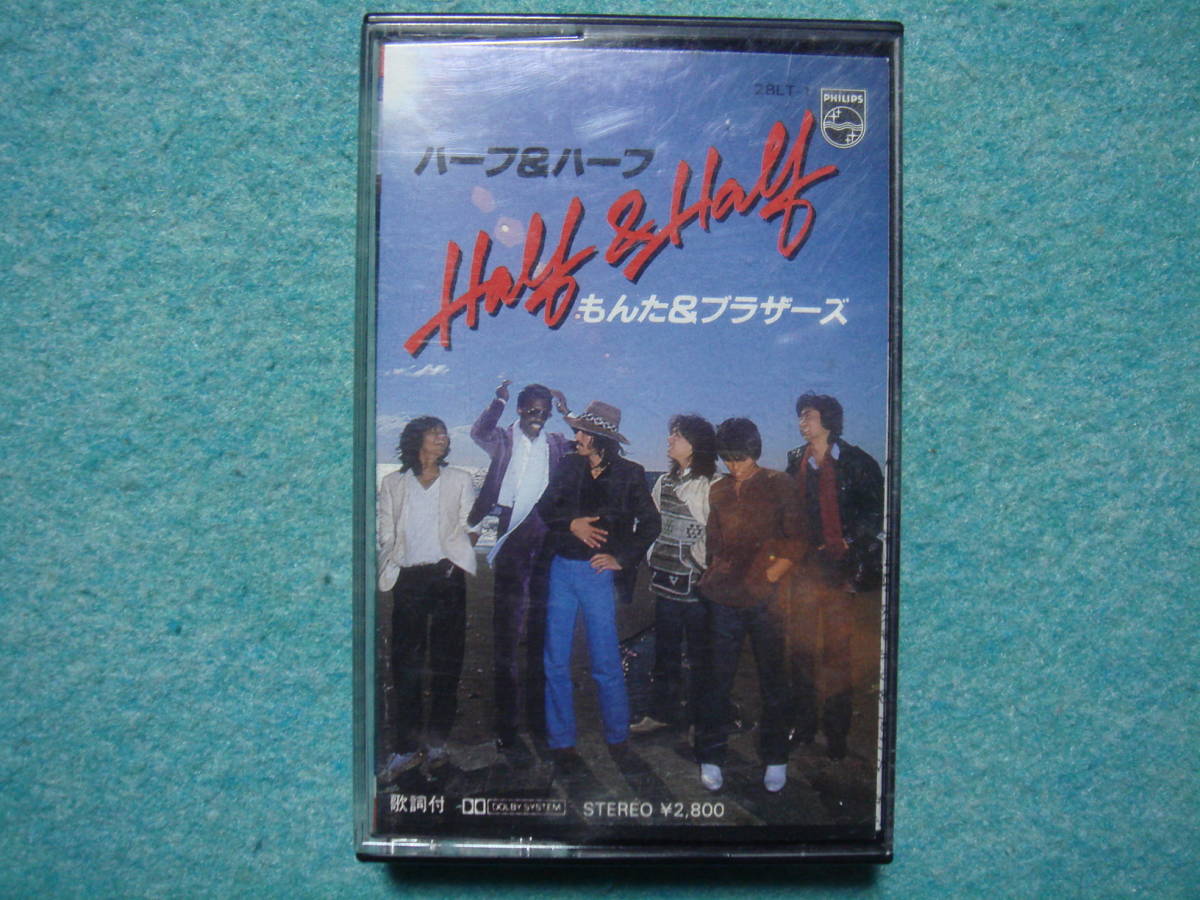 28LT-1
PHILIPS
ハーフ&ハーフ
Half & Half
もんた&ブラザーズ
歌詞付 DOLBY SYSTEM STEREO ¥2,800